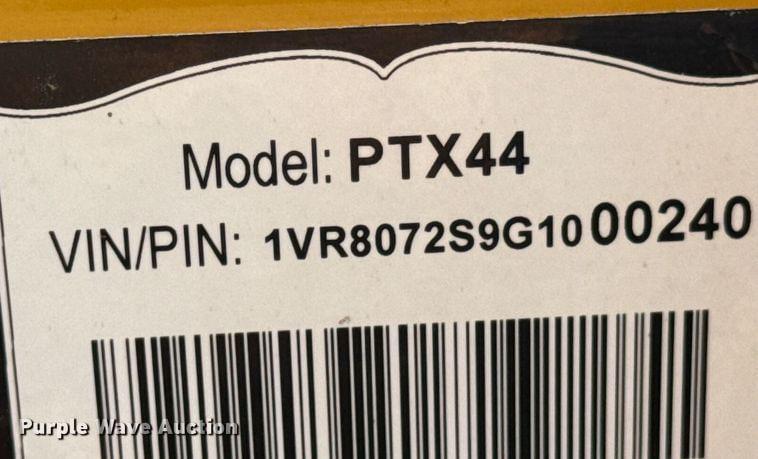 Model: PTX44
VIN/PIN: 1VR8072S9G1000240
Purple Wave Auction